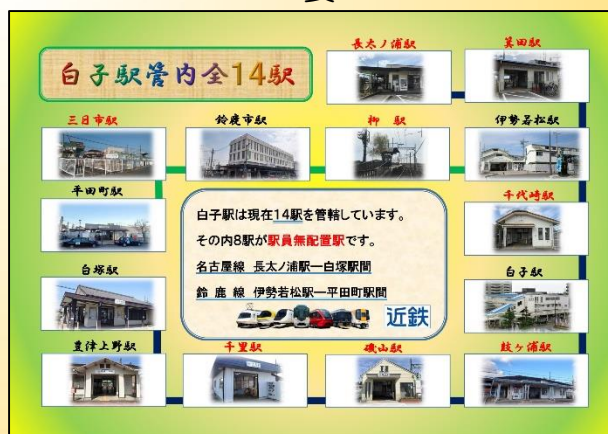 白子駅管内全14駅
長太ノ浦駅
箕田駅
三日市駅
鈴鹿市駅
柳 駅
伊勢若松駅
平田町駅
千代崎駅
白子駅は現在14駅を管轄しています。
その内8駅が駅員無配置駅です。
名古屋線 長太ノ浦駅―白塚駅間
鈴 鹿 線 伊勢若松駅―平田町駅間
近鉄
白塚駅
白子駅
豊津上野駅
千里駅
磯山駅
鼓ヶ浦駅